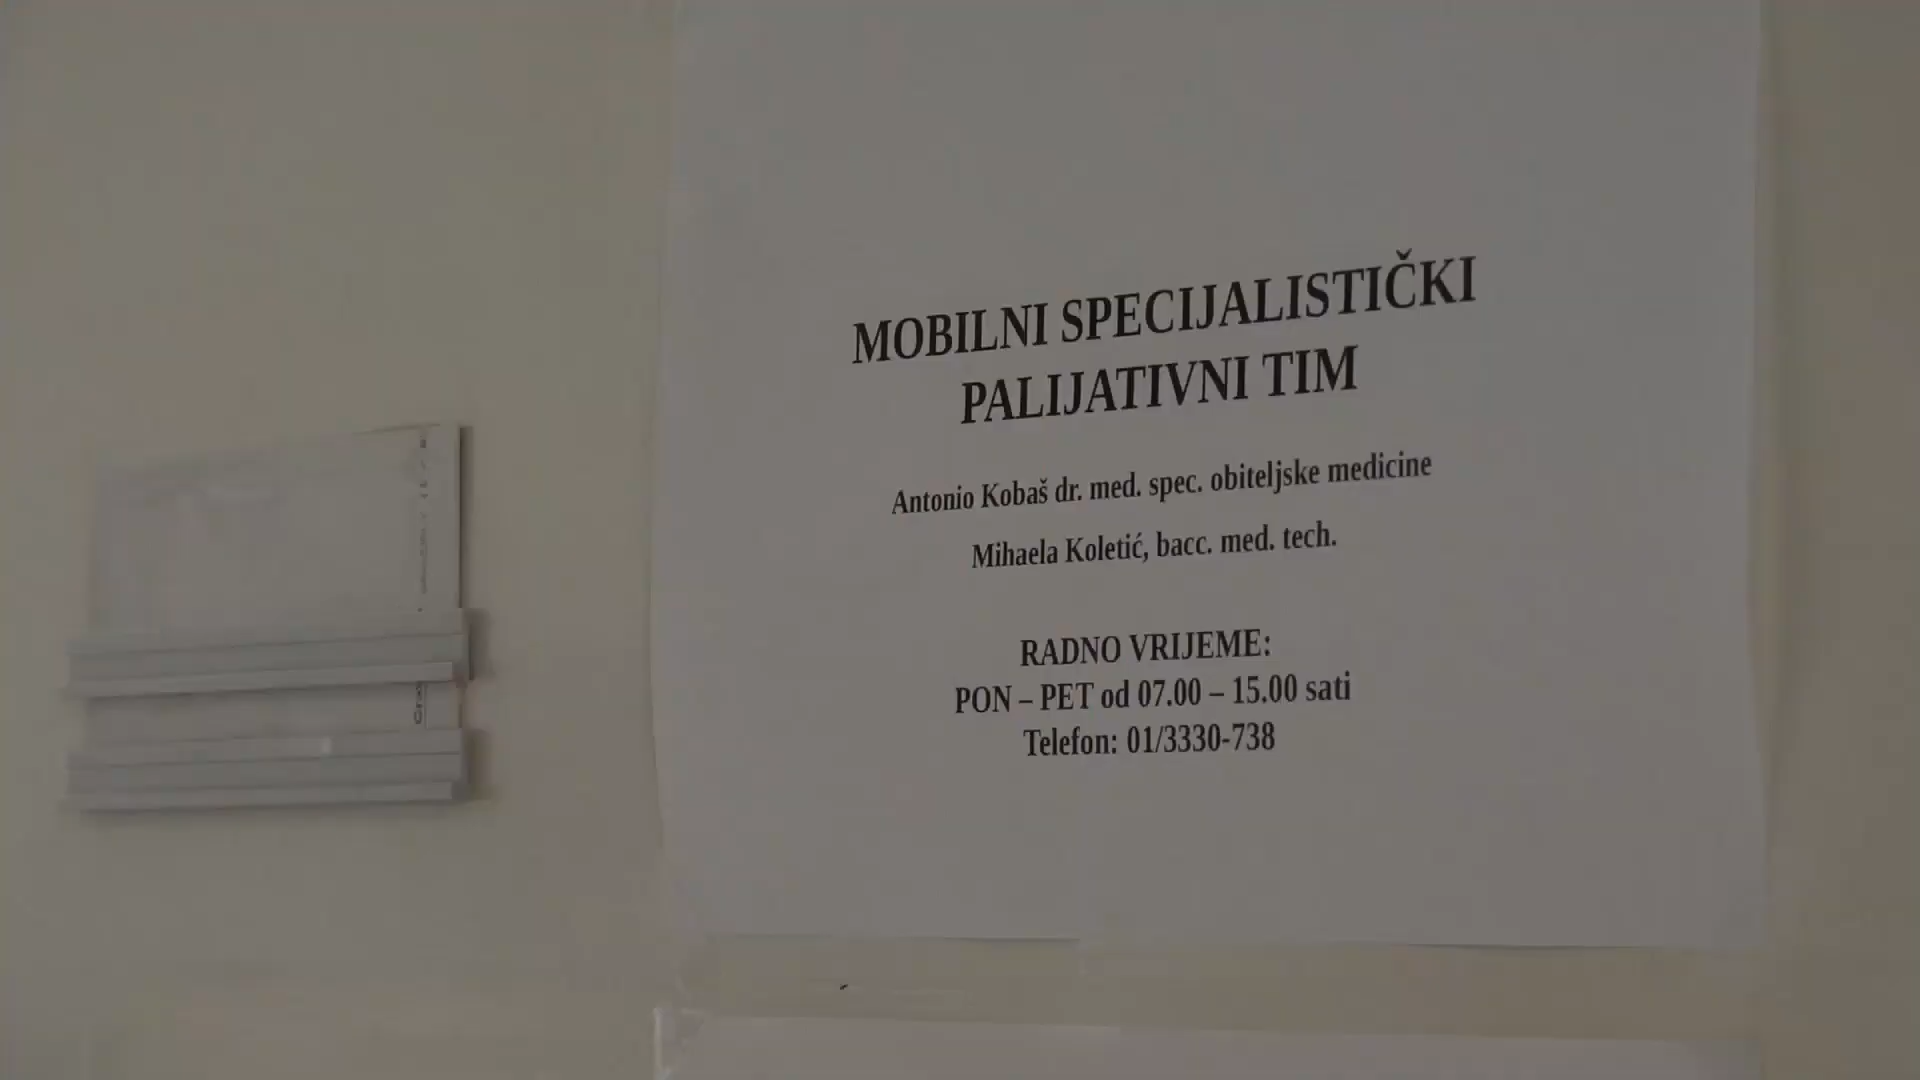 MOBILNI SPECIJALISTIČKI
PALIJATIVNI TIM
Antonio Kobaš dr. med. spec. obiteljske medicine
Mihaela Koletić, bacc. med. tech.
RADNO VRIJEME:
PON – PET od 07.00 – 15.00 sati
Telefon: 01/3330-738